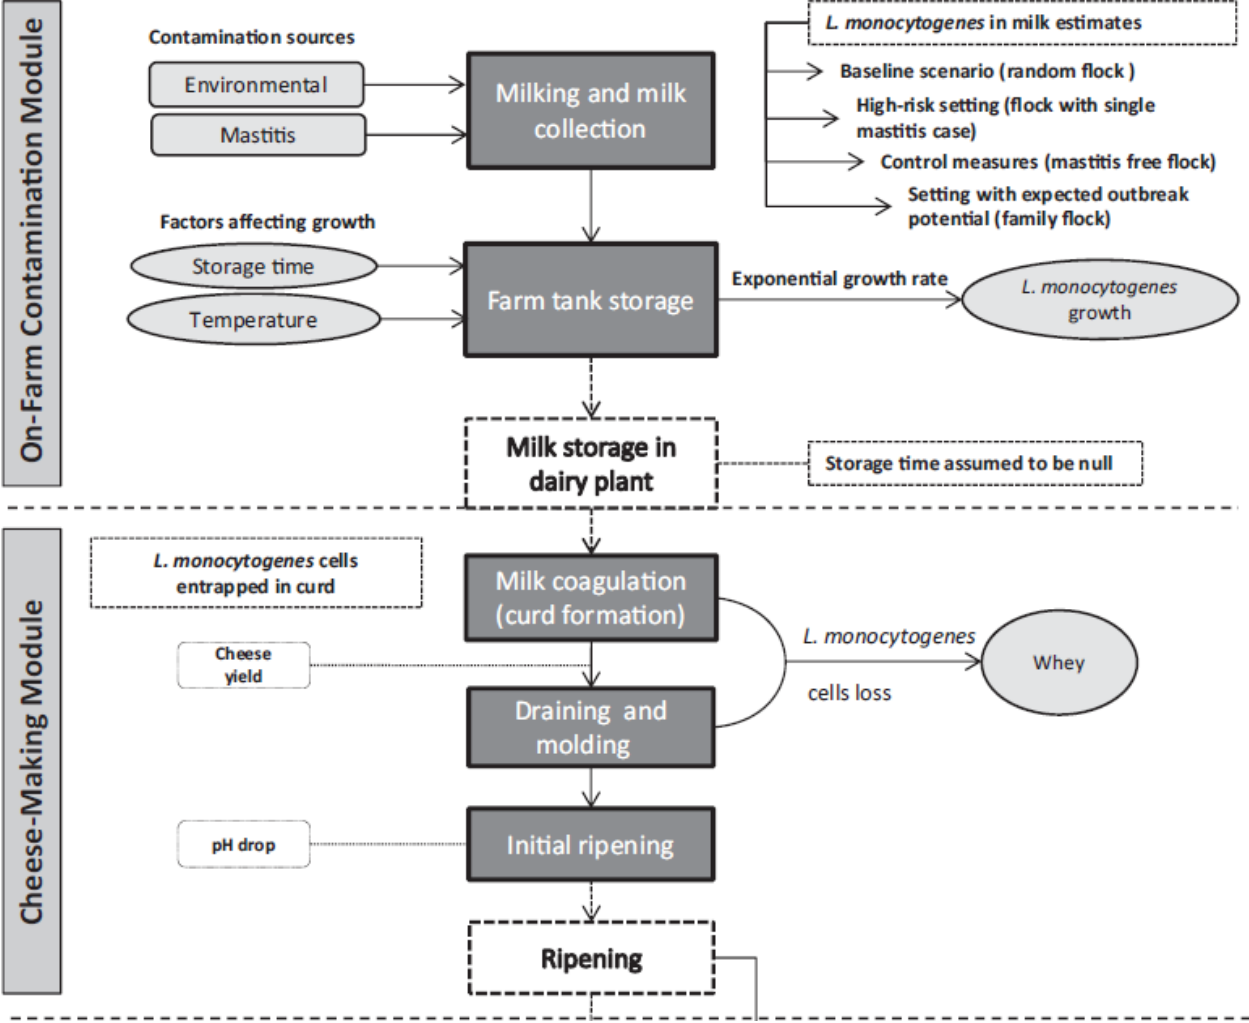 On-Farm Contamination Module
Contamination sources
Environmental
Mastitis
Milking and milk
collection
L. monocytogenes in milk estimates
Baseline scenario (random flock )
High-risk setting (flock with single
mastitis case)
Control measures (mastitis free flock)
Setting with expected outbreak
potential (family flock)
Factors affecting growth
Storage time
Temperature
Farm tank storage
Exponential growth rate
L. monocytogenes
growth
Milk storage in
dairy plant
Storage time assumed to be null
Cheese-Making Module
L. monocytogenes cells
entrapped in curd
Milk coagulation
(curd formation)
Cheese
yield
L. monocytogenes
cells loss
Whey
Draining and
molding
pH drop
Initial ripening
Ripening